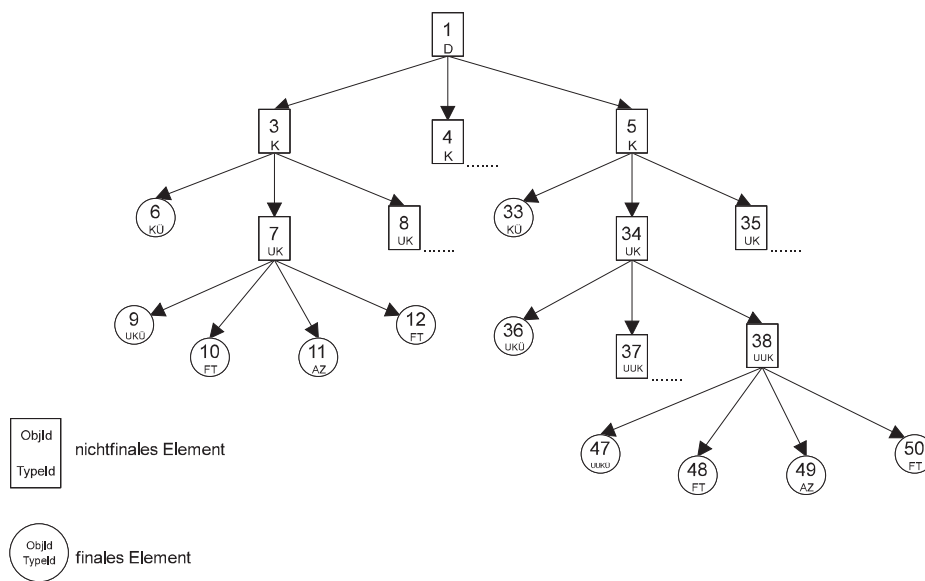 1
D
3
K
4
K
.......
5
K
6
KÜ
7
UK
8
UK
.......
33
KÜ
34
UK
35
UK
.......
9
UKÜ
10
FT
11
AZ
12
FT
36
UKÜ
37
UUK
.......
38
UUK
47
UUKÜ
48
FT
49
AZ
50
FT
ObjId
TypeId
nichtfinales Element
ObjId
TypeId
finales Element